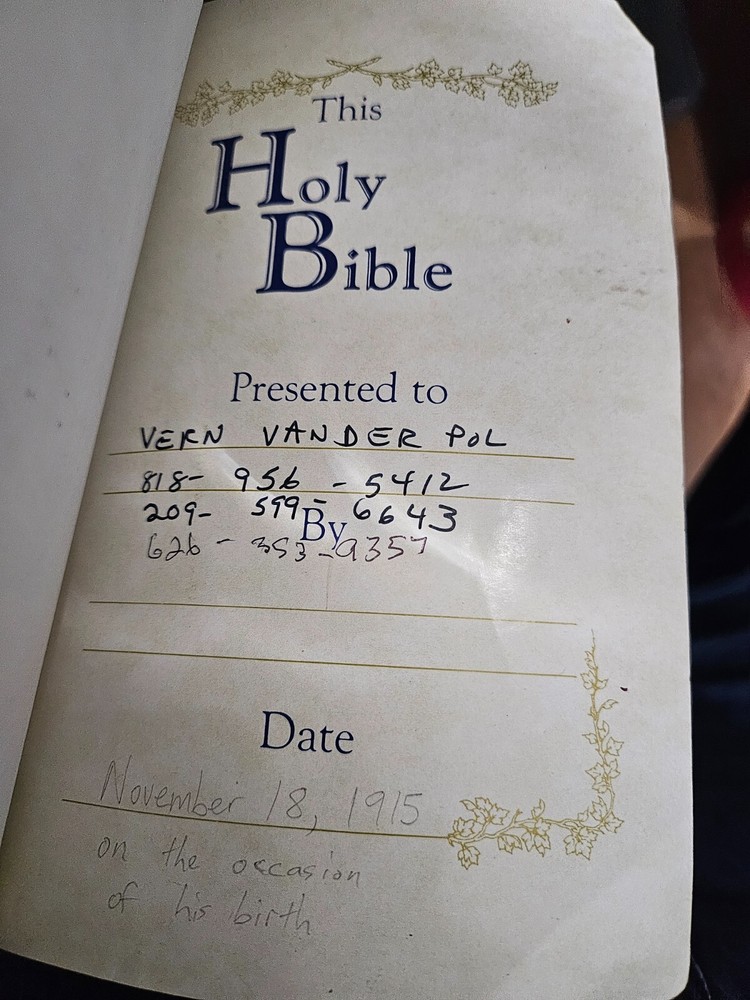 This
Holy
Bible
Presented to
VERN VANDER POL
818- 956 - 5412
209- 599- 6643
By
626 - 353 - 9357
Date
November 18, 1915
on the occasion
of his birth